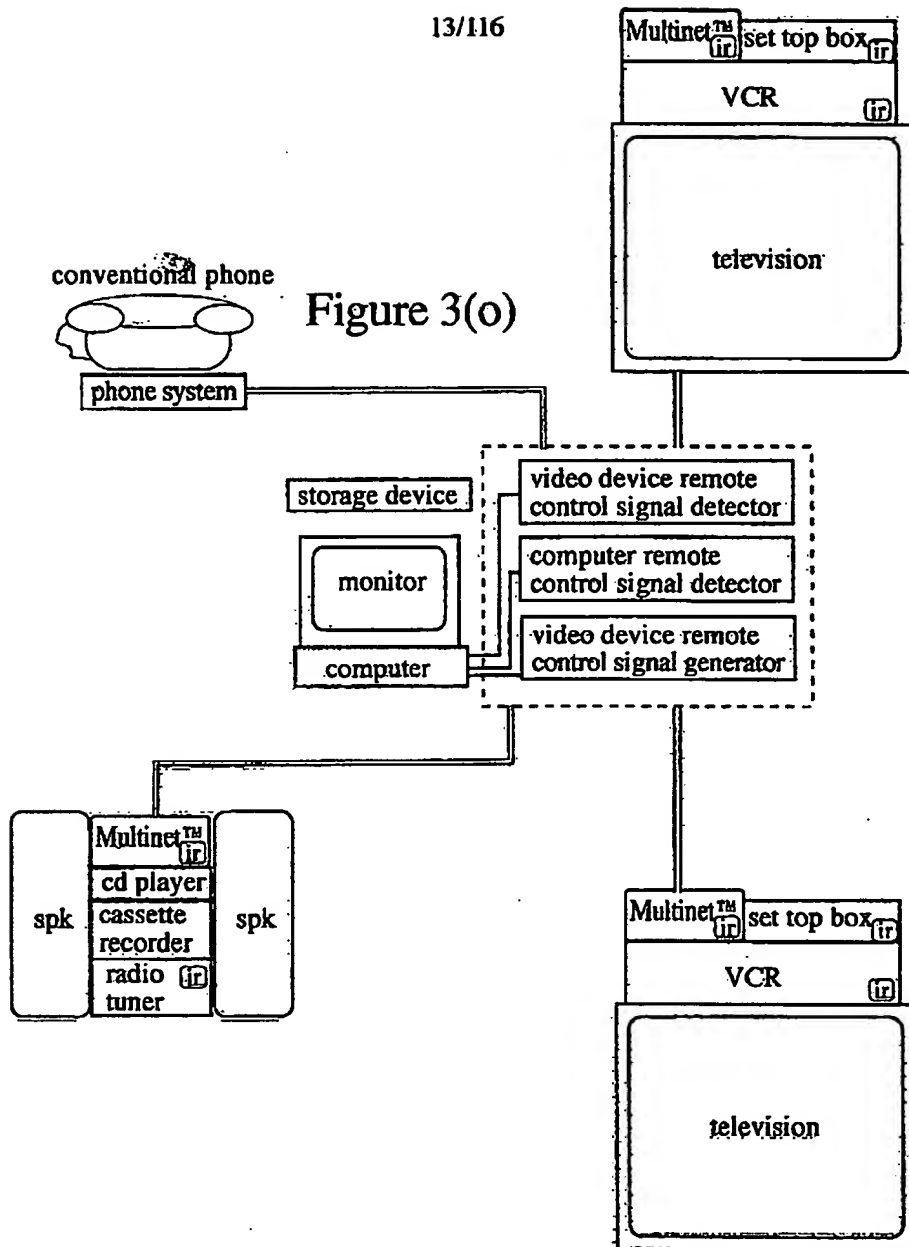 13/116
Multinet™ ir set top box ir
VCR ir
television
conventional phone
Figure 3(o)
phone system
storage device
video device remote
control signal detector
monitor
computer remote
control signal detector
computer
video device remote
control signal generator
Multinet™ ir
cd player
spk
cassette
recorder
spk
radio ir
tuner
Multinet™ ir set top box ir
VCR ir
television